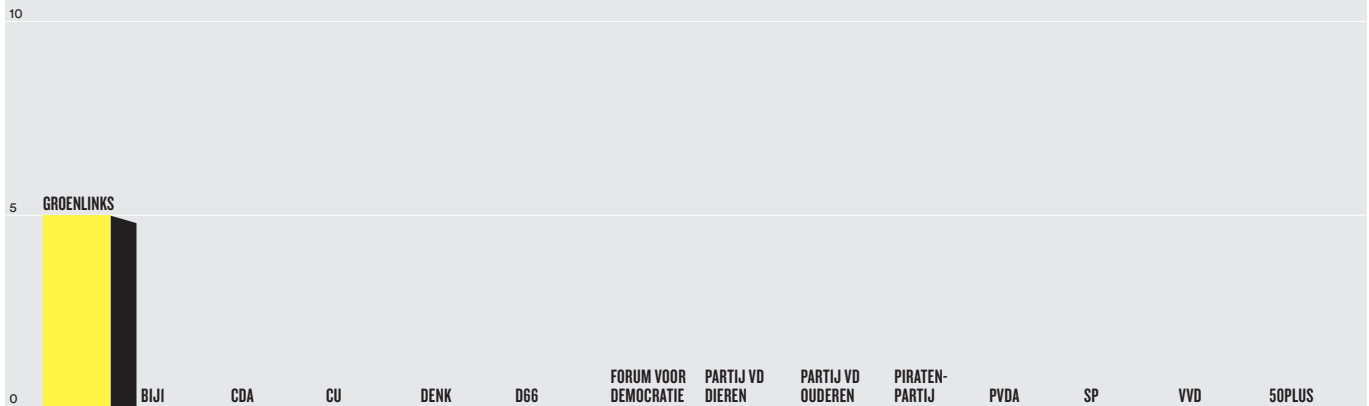 10
5
GROENLINKS
0
BIJI
CDA
CU
DENK
D66
FORUM VOOR
DEMOCRATIE
PARTIJ VD
DIEREN
PARTIJ VD
OUDEREN
PIRATEN-
PARTIJ
PVDA
SP
VVD
50PLUS